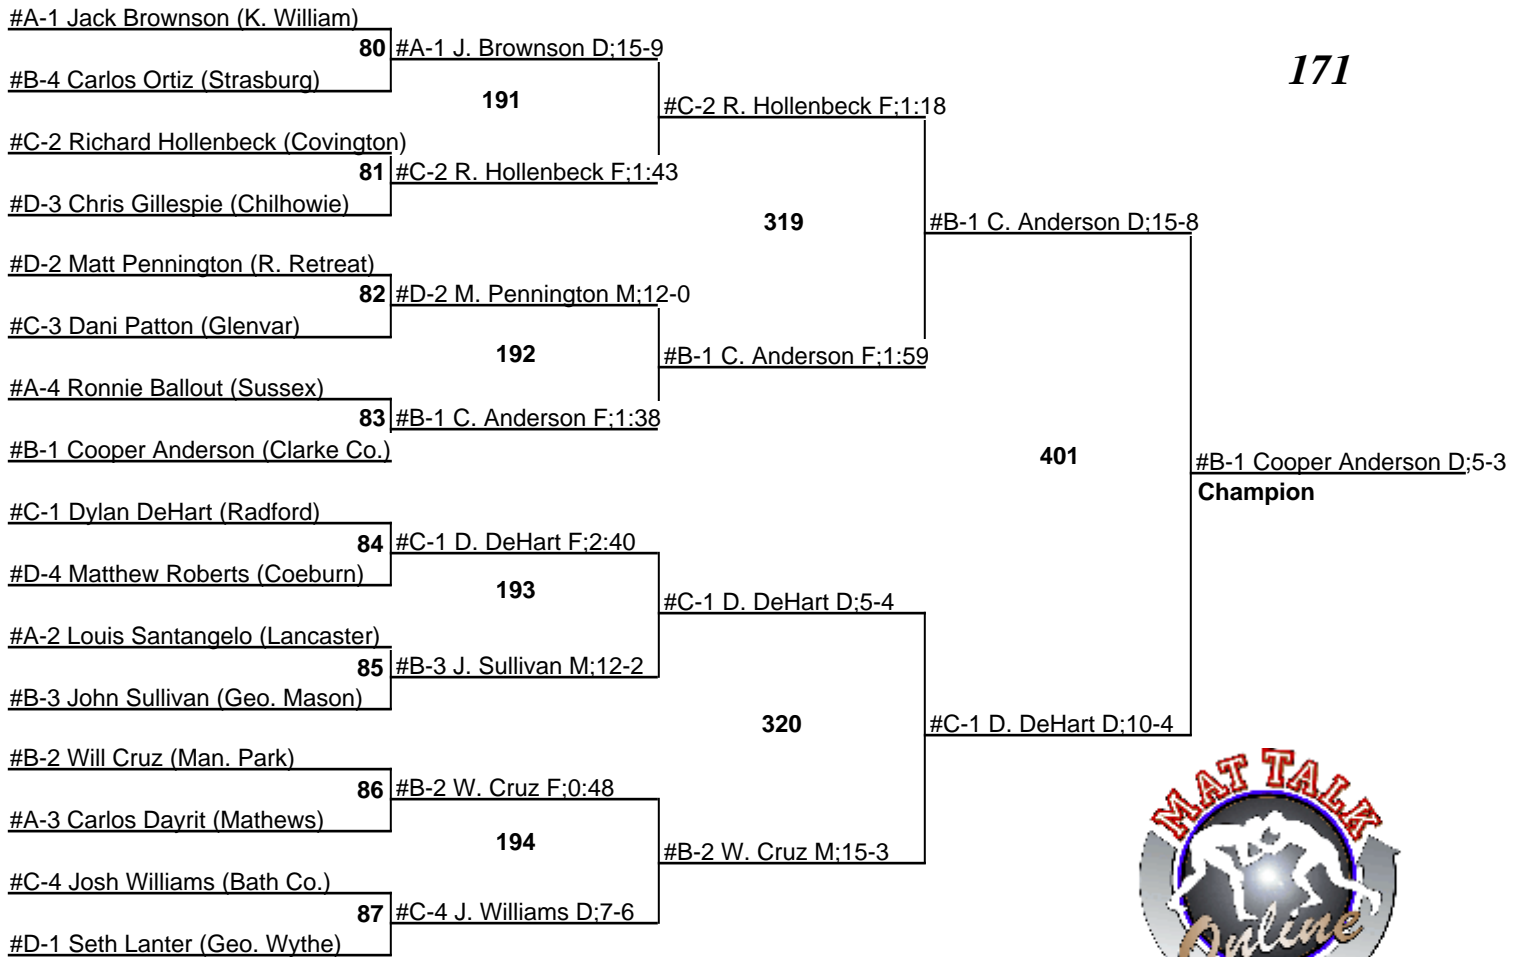 #A-1 Jack Brownson (K. William)
80 #A-1 J. Brownson D;15-9
171
#B-4 Carlos Ortiz (Strasburg)
191
#C-2 R. Hollenbeck F;1:18
#C-2 Richard Hollenbeck (Covington)
81 #C-2 R. Hollenbeck F;1:43
#D-3 Chris Gillespie (Chilhowie)
319
#B-1 C. Anderson D;15-8
#D-2 Matt Pennington (R. Retreat)
82 #D-2 M. Pennington M;12-0
#C-3 Dani Patton (Glenvar)
192
#B-1 C. Anderson F;1:59
#A-4 Ronnie Ballout (Sussex)
83 #B-1 C. Anderson F;1:38
#B-1 Cooper Anderson (Clarke Co.)
401
#B-1 Cooper Anderson D;5-3
Champion
#C-1 Dylan DeHart (Radford)
84 #C-1 D. DeHart F;2:40
#D-4 Matthew Roberts (Coeburn)
193
#C-1 D. DeHart D;5-4
#A-2 Louis Santangelo (Lancaster)
85 #B-3 J. Sullivan M;12-2
#B-3 John Sullivan (Geo. Mason)
320
#C-1 D. DeHart D;10-4
#B-2 Will Cruz (Man. Park)
86 #B-2 W. Cruz F;0:48
#A-3 Carlos Dayrit (Mathews)
194
#B-2 W. Cruz M;15-3
#C-4 Josh Williams (Bath Co.)
87 #C-4 J. Williams D;7-6
#D-1 Seth Lanter (Geo. Wythe)
MAT TALK
Online